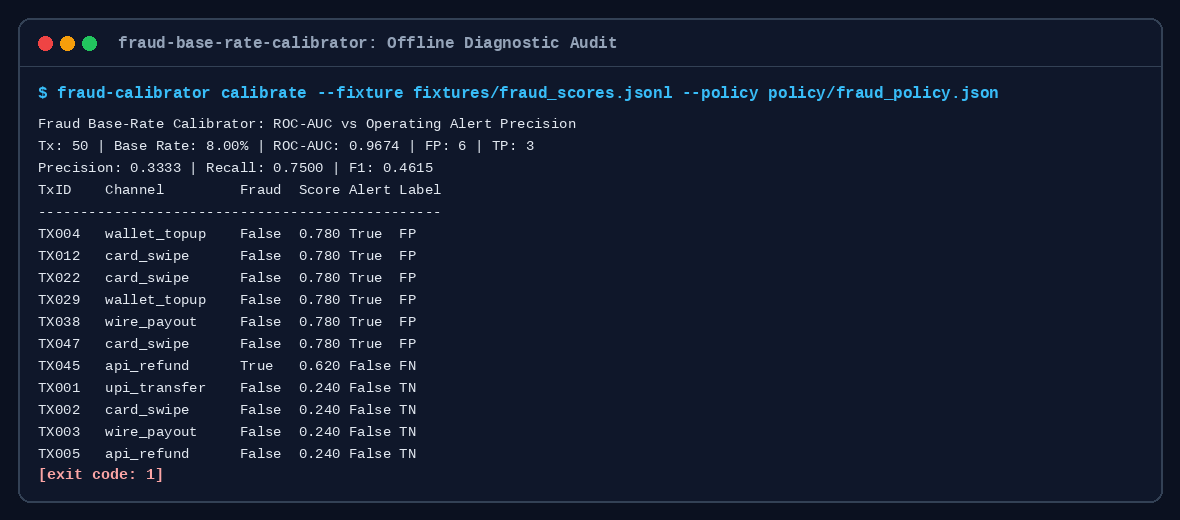 fraud-base-rate-calibrator: Offline Diagnostic Audit
$ fraud-calibrator calibrate --fixture fixtures/fraud_scores.jsonl --policy policy/fraud_policy.json
Fraud Base-Rate Calibrator: ROC-AUC vs Operating Alert Precision
Tx: 50 | Base Rate: 8.00% | ROC-AUC: 0.9674 | FP: 6 | TP: 3
Precision: 0.3333 | Recall: 0.7500 | F1: 0.4615
TxID    Channel         Fraud  Score Alert Label
------------------------------------------------
TX004   wallet_topup    False  0.780 True  FP
TX012   card_swipe      False  0.780 True  FP
TX022   card_swipe      False  0.780 True  FP
TX029   wallet_topup    False  0.780 True  FP
TX038   wire_payout     False  0.780 True  FP
TX047   card_swipe      False  0.780 True  FP
TX045   api_refund      True   0.620 False FN
TX001   upi_transfer    False  0.240 False TN
TX002   card_swipe      False  0.240 False TN
TX003   wire_payout     False  0.240 False TN
TX005   api_refund      False  0.240 False TN
[exit code: 1]